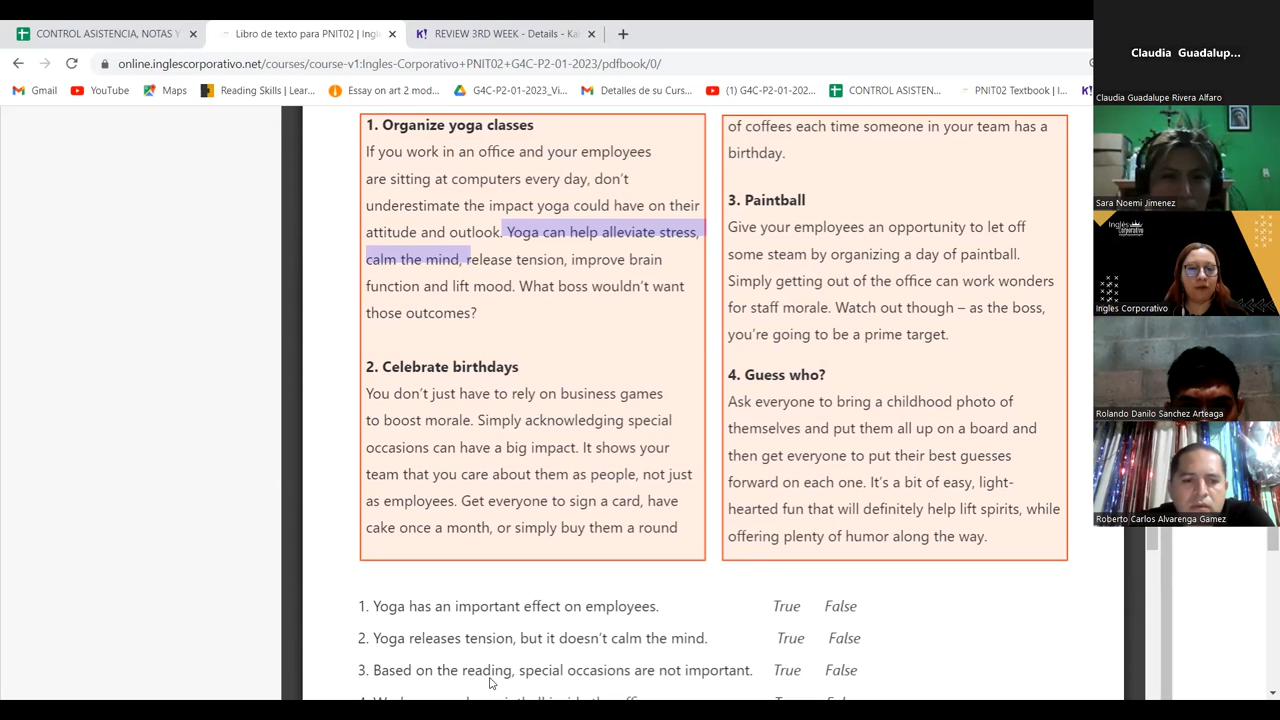 CONTROL ASISTENCIA, NOTAS Y
Libro de texto para PNIT02 | Ingl
REVIEW 3RD WEEK - Details - Ka
online.inglescorporativo.net/courses/course-v1:Ingles-Corporativo+PNIT02+G4C-P2-01-2023/pdfbook/0/
Gmail
YouTube
Maps
Reading Skills | Lear...
Essay on art 2 mod...
G4C-P2-01-2023_Vi...
Detalles de su Curs...
(1) G4C-P2-01-202...
CONTROL ASISTEN...
PNIT02 Textbook | I...
1. Organize yoga classes
If you work in an office and your employees
are sitting at computers every day, don't
underestimate the impact yoga could have on their
attitude and outlook. Yoga can help alleviate stress,
calm the mind, release tension, improve brain
function and lift mood. What boss wouldn't want
those outcomes?
2. Celebrate birthdays
You don't just have to rely on business games
to boost morale. Simply acknowledging special
occasions can have a big impact. It shows your
team that you care about them as people, not just
as employees. Get everyone to sign a card, have
cake once a month, or simply buy them a round
of coffees each time someone in your team has a
birthday.
3. Paintball
Give your employees an opportunity to let off
some steam by organizing a day of paintball.
Simply getting out of the office can work wonders
for staff morale. Watch out though – as the boss,
you're going to be a prime target.
4. Guess who?
Ask everyone to bring a childhood photo of
themselves and put them all up on a board and
then get everyone to put their best guesses
forward on each one. It's a bit of easy, light-
hearted fun that will definitely help lift spirits, while
offering plenty of humor along the way.
1. Yoga has an important effect on employees. True False
2. Yoga releases tension, but it doesn't calm the mind. True False
3. Based on the reading, special occasions are not important. True False
Claudia Guadalup...
Claudia Guadalupe Rivera Alfaro
Sara Noemi Jimenez
Inglés
Corporativo
Ingles Corporativo
Rolando Danilo Sanchez Arteaga
Roberto Carlos Alvarenga Gamez